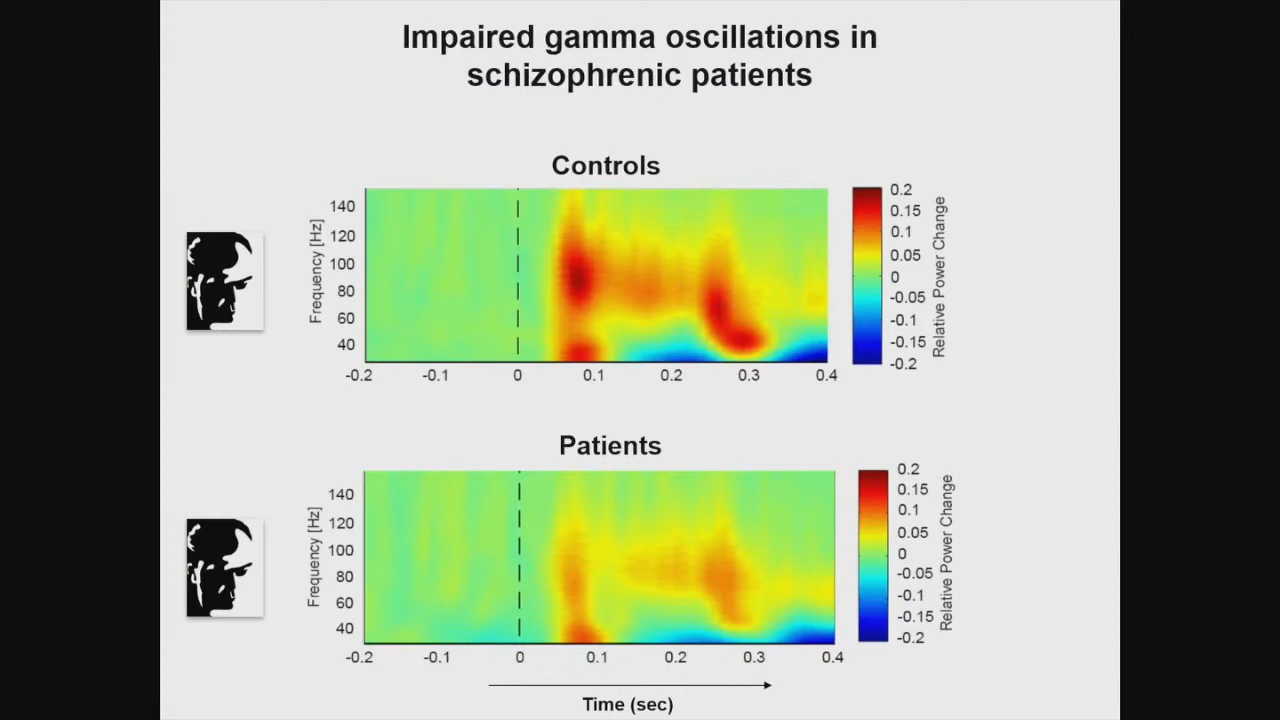 Impaired gamma oscillations in
schizophrenic patients
Controls
Frequency [Hz]
140
120
100
80
60
40
-0.2 -0.1 0 0.1 0.2 0.3 0.4
0.2
0.15
0.1
0.05
0
-0.05
-0.1
-0.15
-0.2
Relative Power Change
Patients
Frequency [Hz]
140
120
100
80
60
40
-0.2 -0.1 0 0.1 0.2 0.3 0.4
0.2
0.15
0.1
0.05
0
-0.05
-0.1
-0.15
-0.2
Relative Power Change
Time (sec)